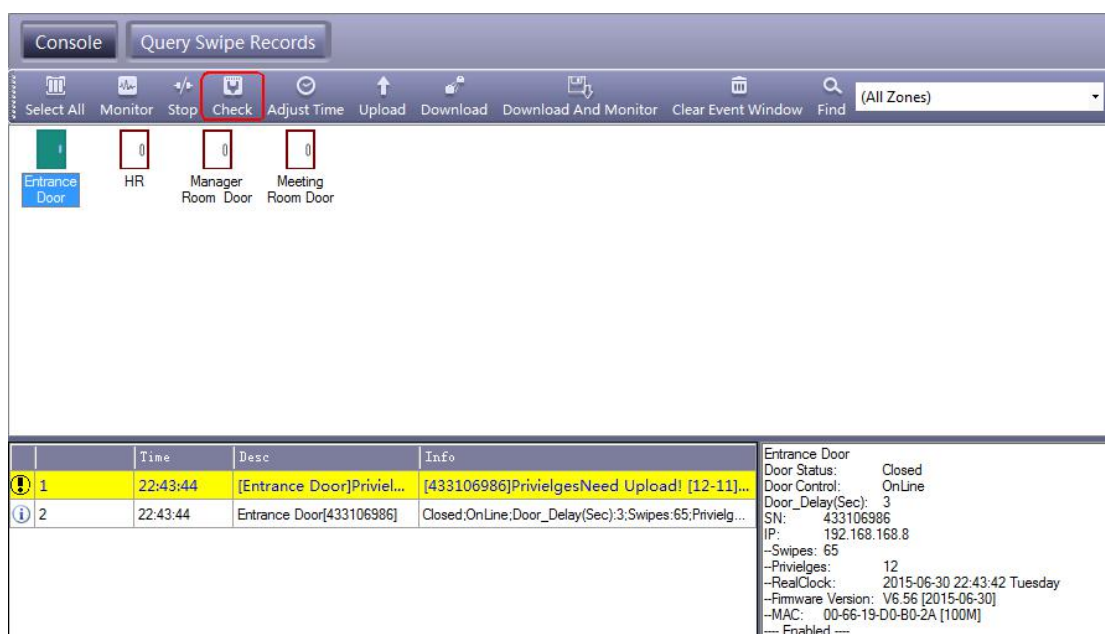 Console Query Swipe Records
Select All Monitor Stop Check Adjust Time Upload Download Download And Monitor Clear Event Window Find (All Zones)
Entrance Door
HR
Manager Room Door
Meeting Room Door
Time Desc Info
1 22:43:44 [Entrance Door]Priviel... [433106986]PrivielgesNeed Upload! [12-11]...
2 22:43:44 Entrance Door[433106986] Closed;OnLine;Door_Delay(Sec):3;Swipes:65;Privielg...
Entrance Door
Door Status: Closed
Door Control: OnLine
Door_Delay(Sec): 3
SN: 433106986
IP: 192.168.168.8
--Swipes: 65
--Privielges: 12
--RealClock: 2015-06-30 22:43:42 Tuesday
--Firmware Version: V6.56 [2015-06-30]
--MAC: 00-66-19-D0-B0-2A [100M]
---- Enabled ----